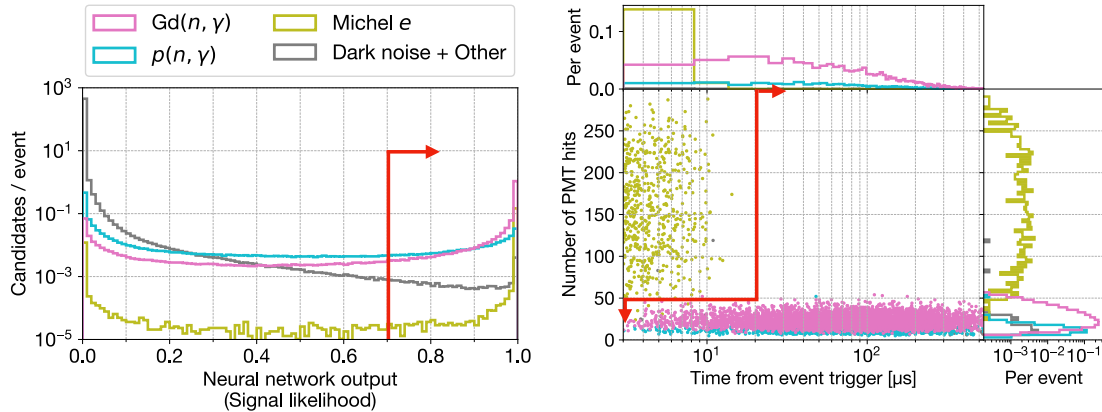 Gd(n, γ)
p(n, γ)
Michel e
Dark noise + Other
10³
10¹
10⁻¹
10⁻³
10⁻⁵
Candidates / event
0.0 0.2 0.4 0.6 0.8 1.0
Neural network output
(Signal likelihood)
Per event
0.1
0.0
Number of PMT hits
250
200
150
100
50
0
10¹ 10²
Time from event trigger [μs]
10⁻³ 10⁻² 10⁻¹
Per event